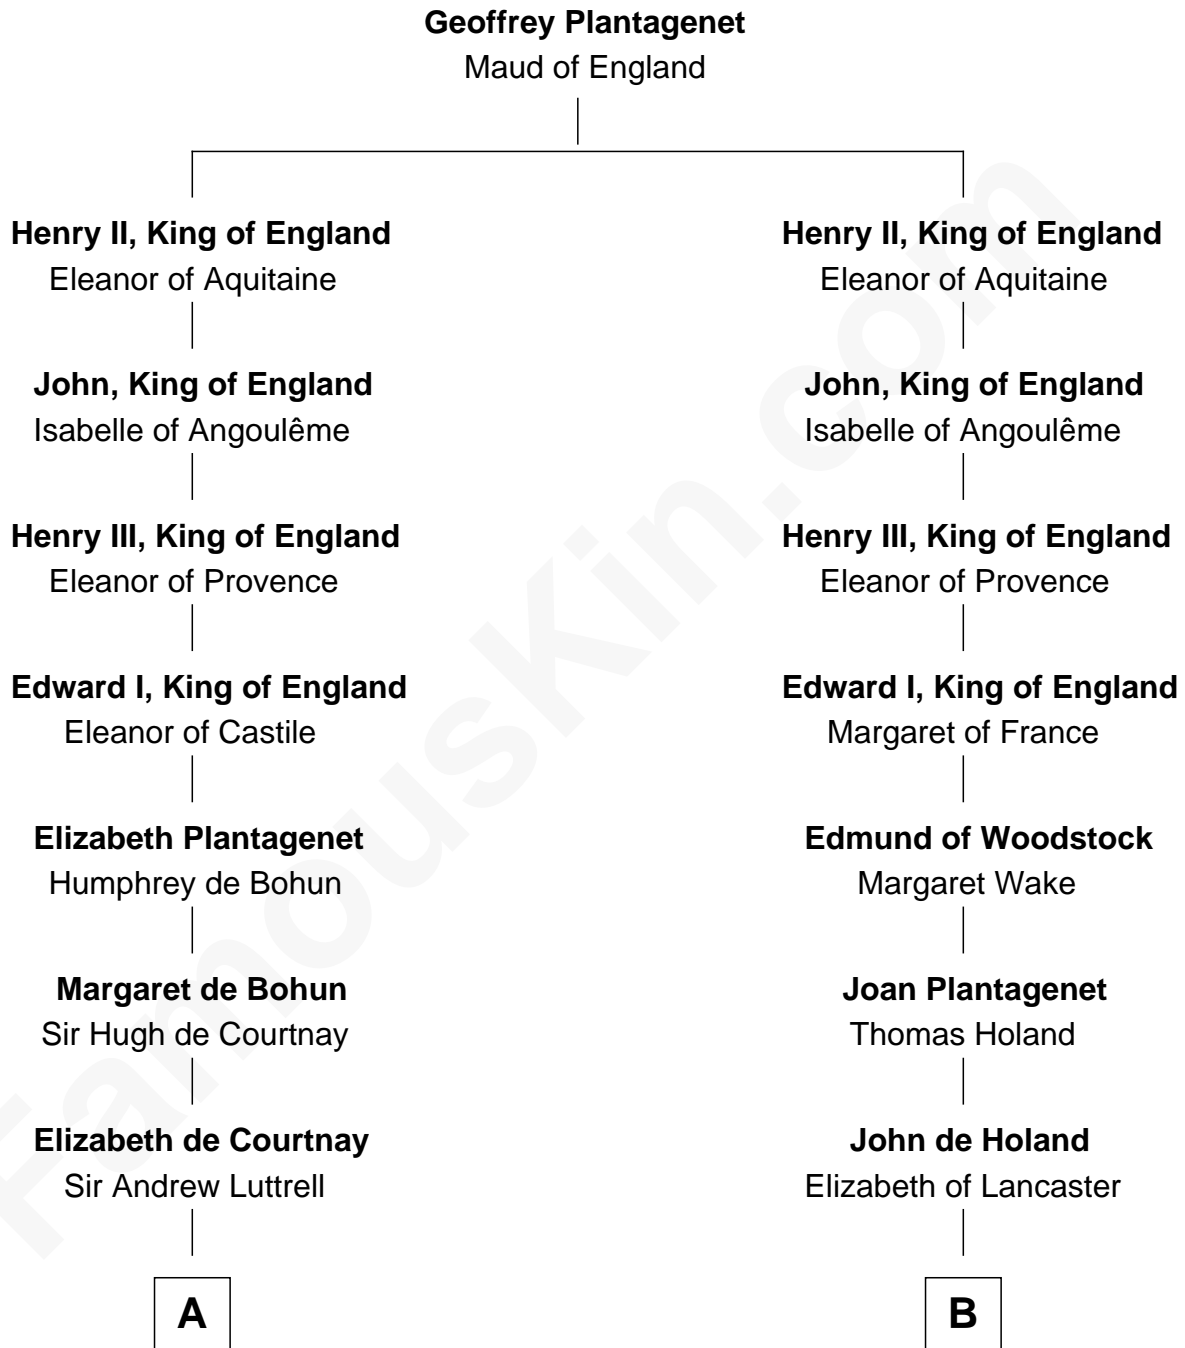 Geoffrey Plantagenet
Maud of England
Henry II, King of England
Eleanor of Aquitaine
John, King of England
Isabelle of Angoulême
Henry III, King of England
Eleanor of Provence
Edward I, King of England
Eleanor of Castile
Elizabeth Plantagenet
Humphrey de Bohun
Margaret de Bohun
Sir Hugh de Courtnay
Elizabeth de Courtnay
Sir Andrew Luttrell
A
Henry II, King of England
Eleanor of Aquitaine
John, King of England
Isabelle of Angoulême
Henry III, King of England
Eleanor of Provence
Edward I, King of England
Margaret of France
Edmund of Woodstock
Margaret Wake
Joan Plantagenet
Thomas Holand
John de Holand
Elizabeth of Lancaster
B
FamousKin.com